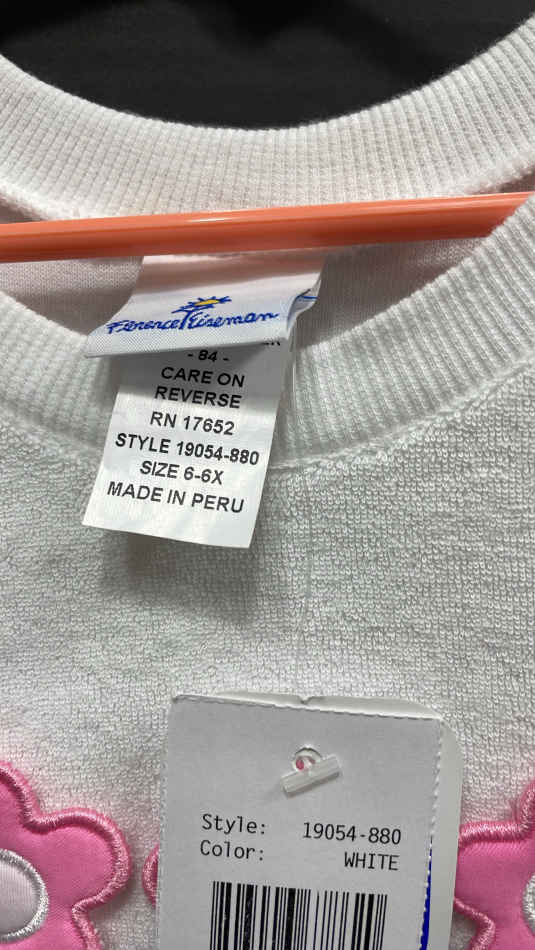 Florence Eiseman
- 84 -
CARE ON
REVERSE
RN 17652
STYLE 19054-880
SIZE 6-6X
MADE IN PERU
Style: 19054-880
Color: WHITE